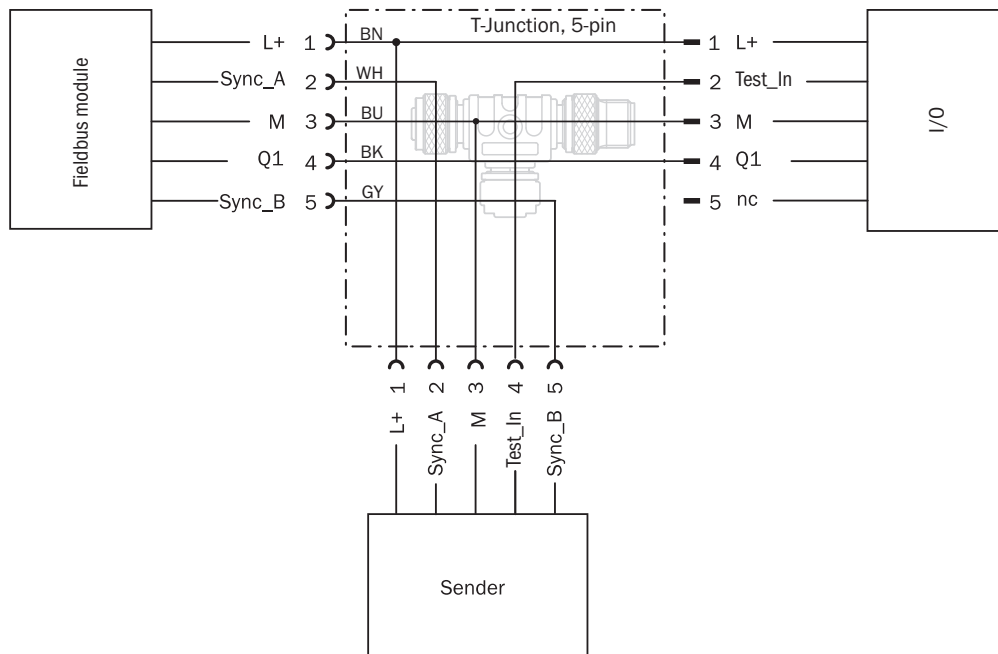 T-Junction, 5-pin
Fieldbus module
L+ 1 BN
Sync_A 2 WH
M 3 BU
Q1 4 BK
Sync_B 5 GY
1 L+
2 Test_In
3 M
4 Q1
5 nc
I/O
1 L+
2 Sync_A
3 M
4 Test_In
5 Sync_B
Sender